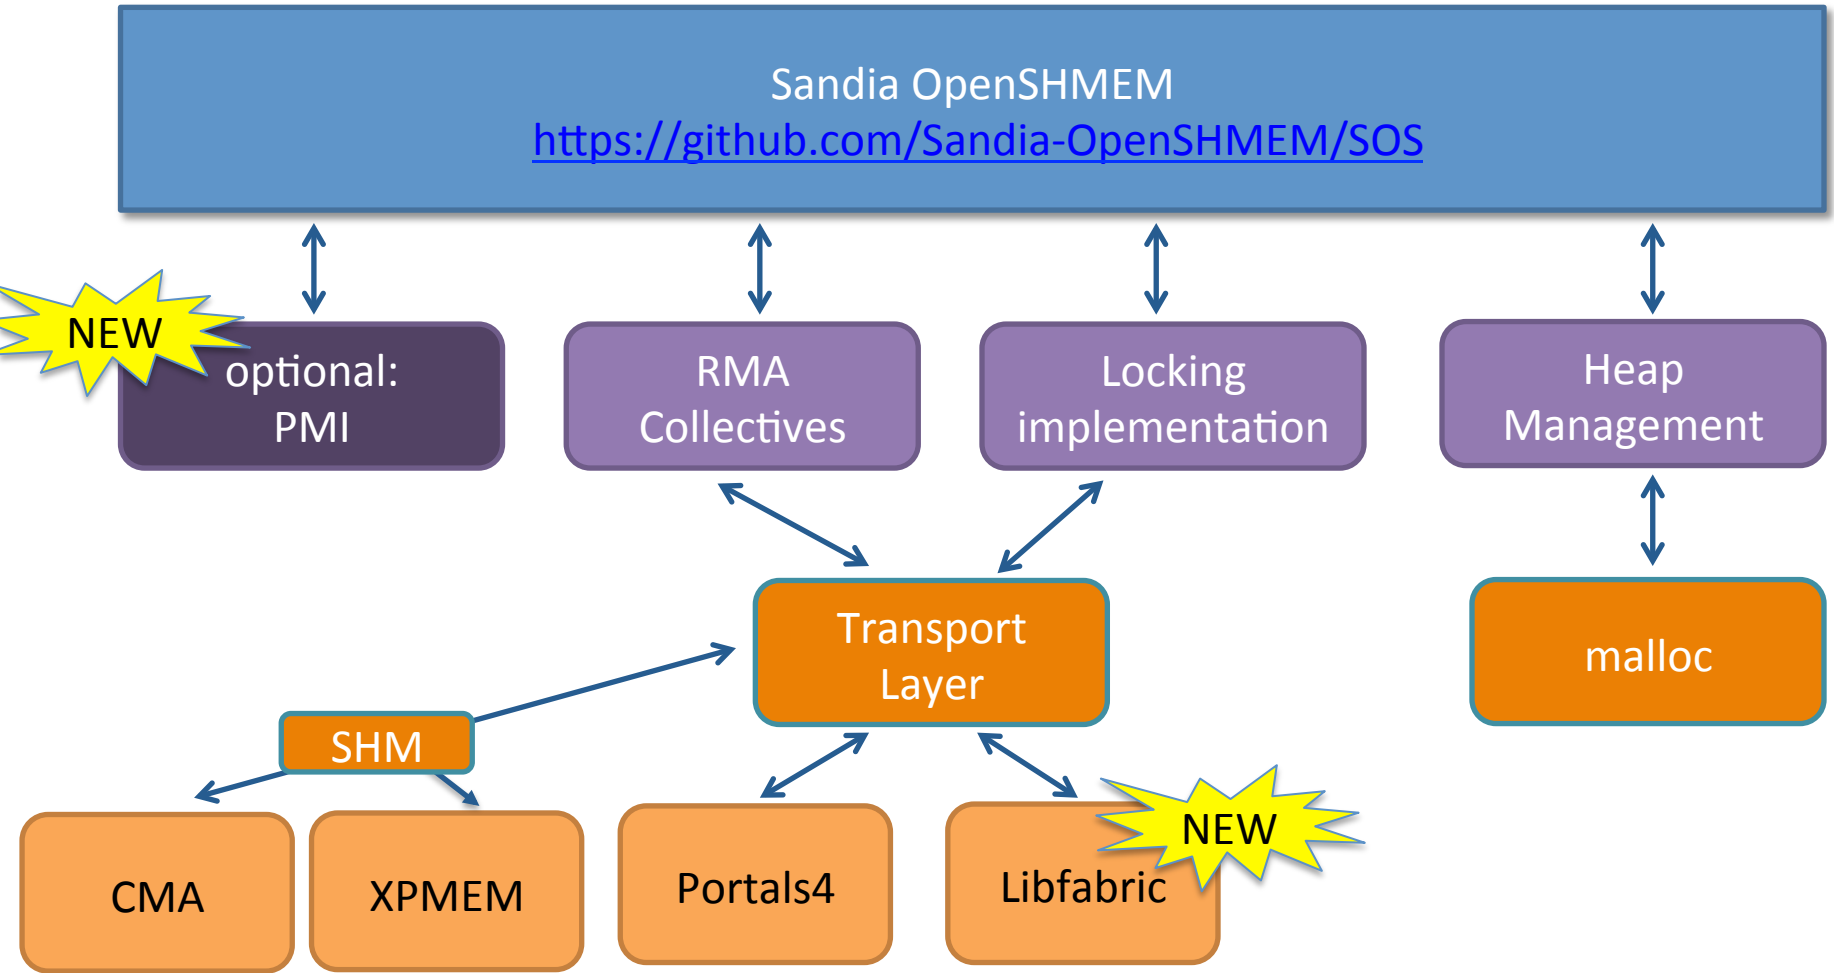 Sandia OpenSHMEM
https://github.com/Sandia-OpenSHMEM/SOS
NEW
optional:
PMI
RMA
Collectives
Locking
implementation
Heap
Management
Transport
Layer
malloc
SHM
CMA
XPMEM
Portals4
Libfabric
NEW